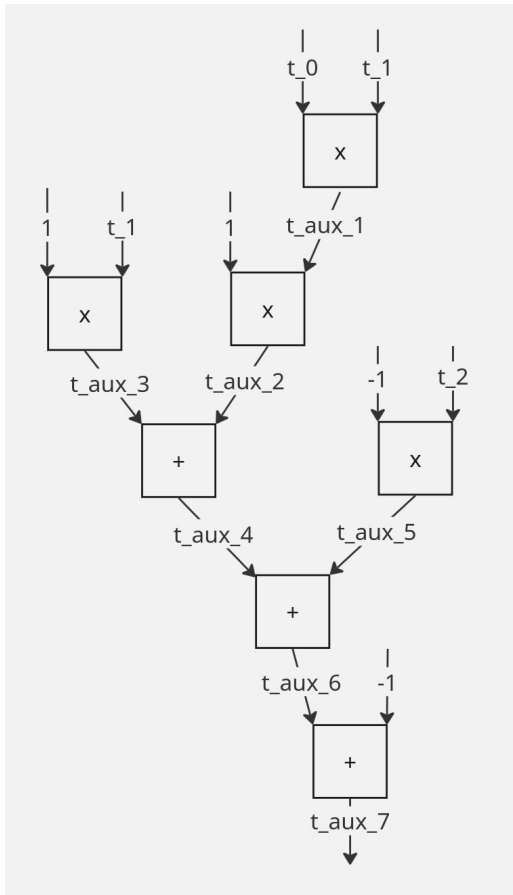 t_0 t_1
x
t_aux_1
1 t_1 1
x x
t_aux_3 t_aux_2
-1 t_2
+ x
t_aux_4 t_aux_5
+
t_aux_6 -1
+
t_aux_7